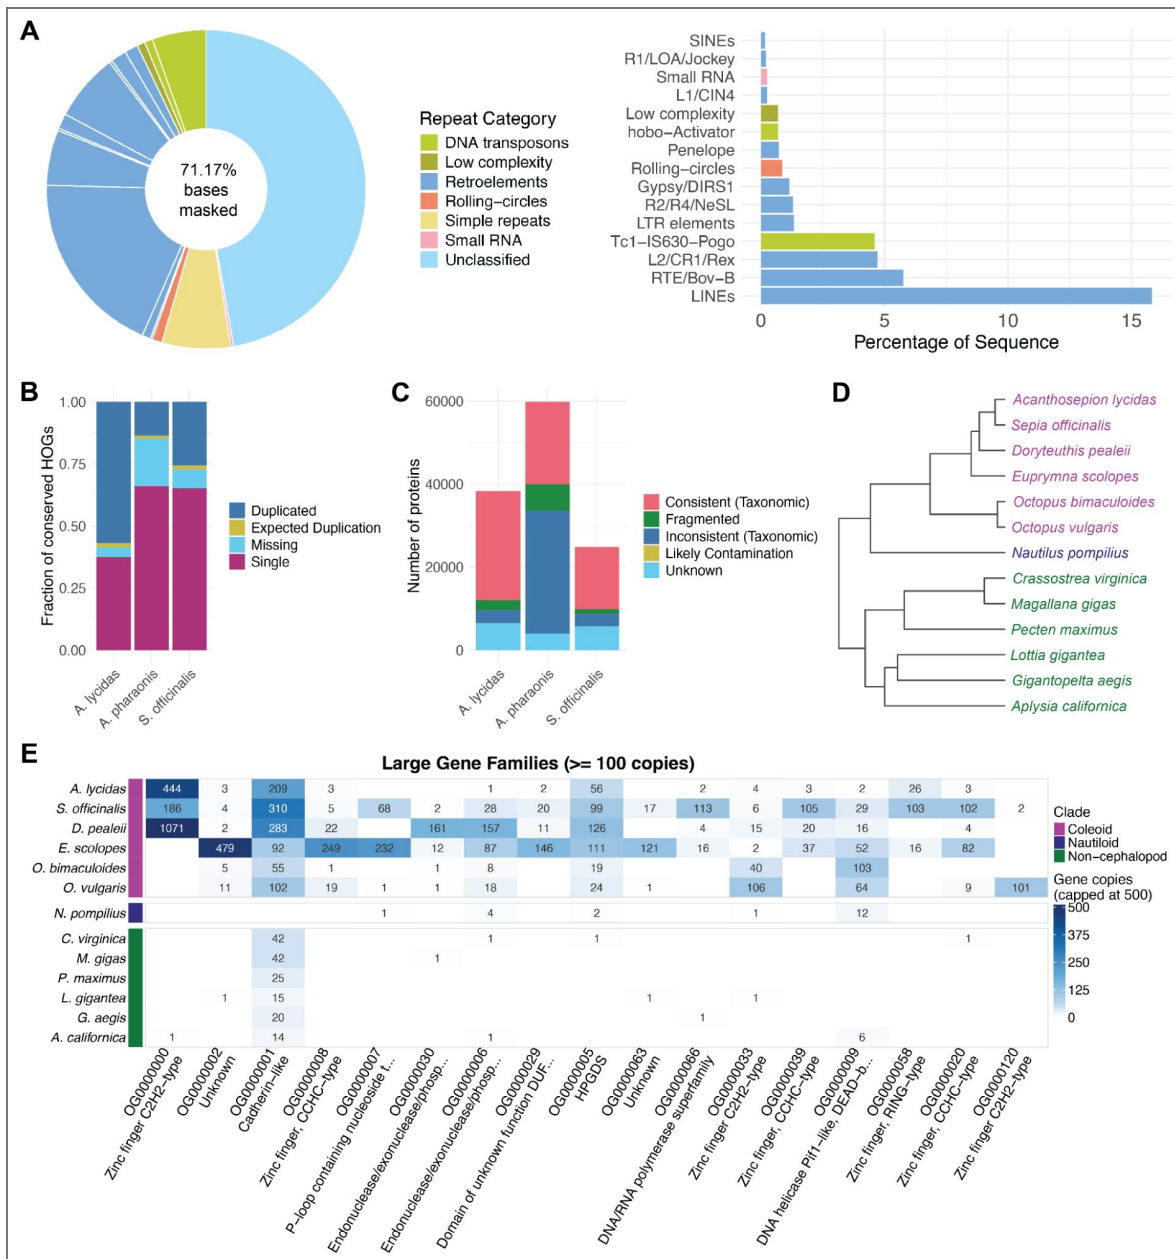 A
71.17%
bases
masked
Repeat Category
DNA transposons
Low complexity
Retroelements
Rolling-circles
Simple repeats
Small RNA
Unclassified
SINEs
R1/LOA/Jockey
Small RNA
L1/CIN4
Low complexity
hobo-Activator
Penelope
Rolling-circles
Gypsy/DIRS1
R2/R4/NeSL
LTR elements
Tc1-IS630-Pogo
L2/CR1/Rex
RTE/Bov-B
LINEs
0 5 10 15
Percentage of Sequence
B
Fraction of conserved HOGs
1.00
0.75
0.50
0.25
0.00
A. lycidas
A. pharaonis
S. officinalis
Duplicated
Expected Duplication
Missing
Single
C
Number of proteins
60000
40000
20000
0
A. lycidas
A. pharaonis
S. officinalis
Consistent (Taxonomic)
Fragmented
Inconsistent (Taxonomic)
Likely Contamination
Unknown
D
Acanthosepion lycidas
Sepia officinalis
Doryteuthis pealeii
Euprymna scolopes
Octopus bimaculoides
Octopus vulgaris
Nautilus pompilius
Crassostrea virginica
Magallana gigas
Pecten maximus
Lottia gigantea
Gigantopelta aegis
Aplysia californica
E
Large Gene Families (>= 100 copies)
A. lycidas 444 3 209 3 1 2 56 2 4 3 2 26 3
S. officinalis 186 4 310 5 68 2 28 20 99 17 113 6 105 29 103 102 2
D. pealeii 1071 2 283 22 161 157 11 126 4 15 20 16 4
E. scolopes 479 92 249 232 12 87 146 111 121 16 2 37 52 16 82
O. bimaculoides 5 55 1 1 8 19 40 103
O. vulgaris 11 102 19 1 1 18 24 1 106 64 9 101
N. pompilius 1 4 2 1 12
C. virginica 42 1 1 1
M. gigas 42 1
P. maximus 25
L. gigantea 1 15 1 1
G. aegis 20 1
A. californica 1 14 1 6
OG0000000
Zinc finger C2H2-type
OG0000002
Unknown
OG0000001
Cadherin-like
OG0000008
Zinc finger, CCHC-type
OG0000007
P-loop containing nucleoside t...
OG0000030
Endonuclease/exonuclease/phosp...
OG0000006
Endonuclease/exonuclease/phosp...
OG0000029
Domain of unknown function DUF...
OG0000005
HPGDS
OG0000063
Unknown
OG0000066
DNA/RNA polymerase superfamily
OG0000033
Zinc finger C2H2-type
OG0000039
Zinc finger, CCHC-type
OG0000009
DNA helicase Pif1-like, DEAD-b...
OG0000058
Zinc finger, RING-type
OG0000020
Zinc finger, CCHC-type
OG0000120
Zinc finger C2H2-type
Clade
Coleoid
Nautiloid
Non-cephalopod
Gene copies
(capped at 500)
500
375
250
125
0